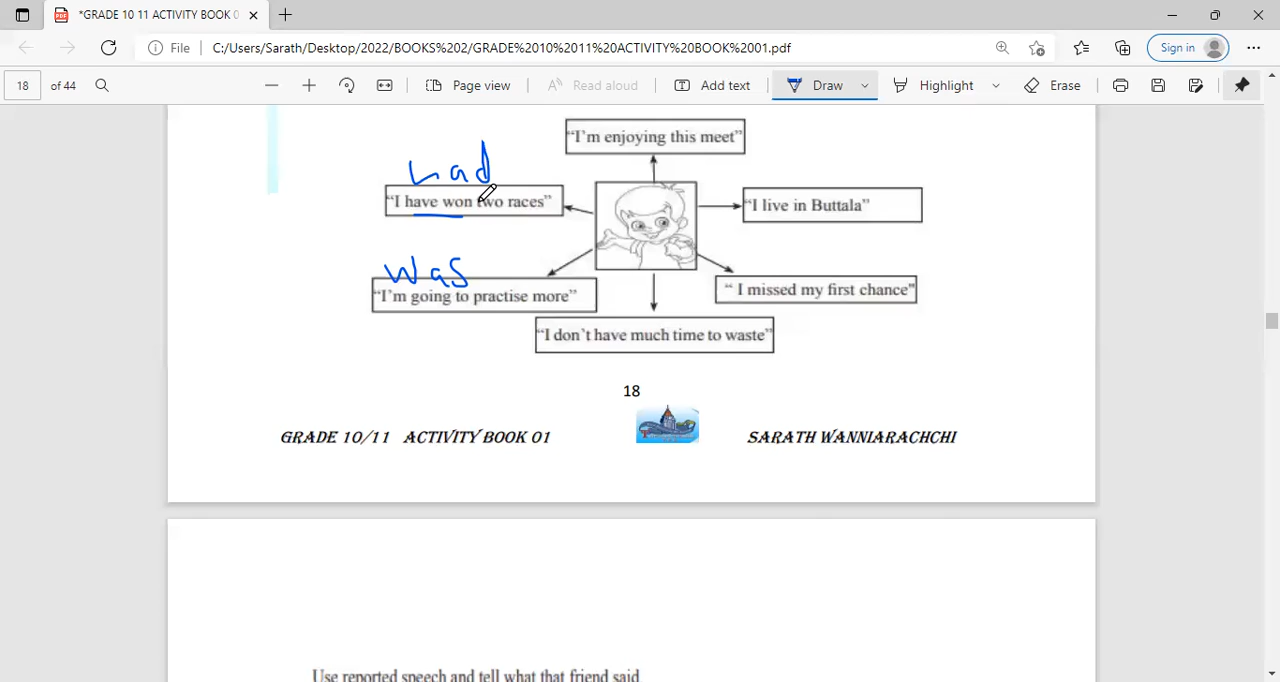 *GRADE 10 11 ACTIVITY BOOK 0
File C:/Users/Sarath/Desktop/2022/BOOKS%202/GRADE%2010%2011%20ACTIVITY%20BOOK%2001.pdf Sign in
18 of 44 Page view Read aloud Add text Draw Highlight Erase
"I'm enjoying this meet"
had
"I have won two races"
"I live in Buttala"
was
"I'm going to practise more"
" I missed my first chance"
"I don't have much time to waste"
18
GRADE 10/11 ACTIVITY BOOK 01 SARATH WANNIARACHCHI
Use reported speech and tell what that friend said